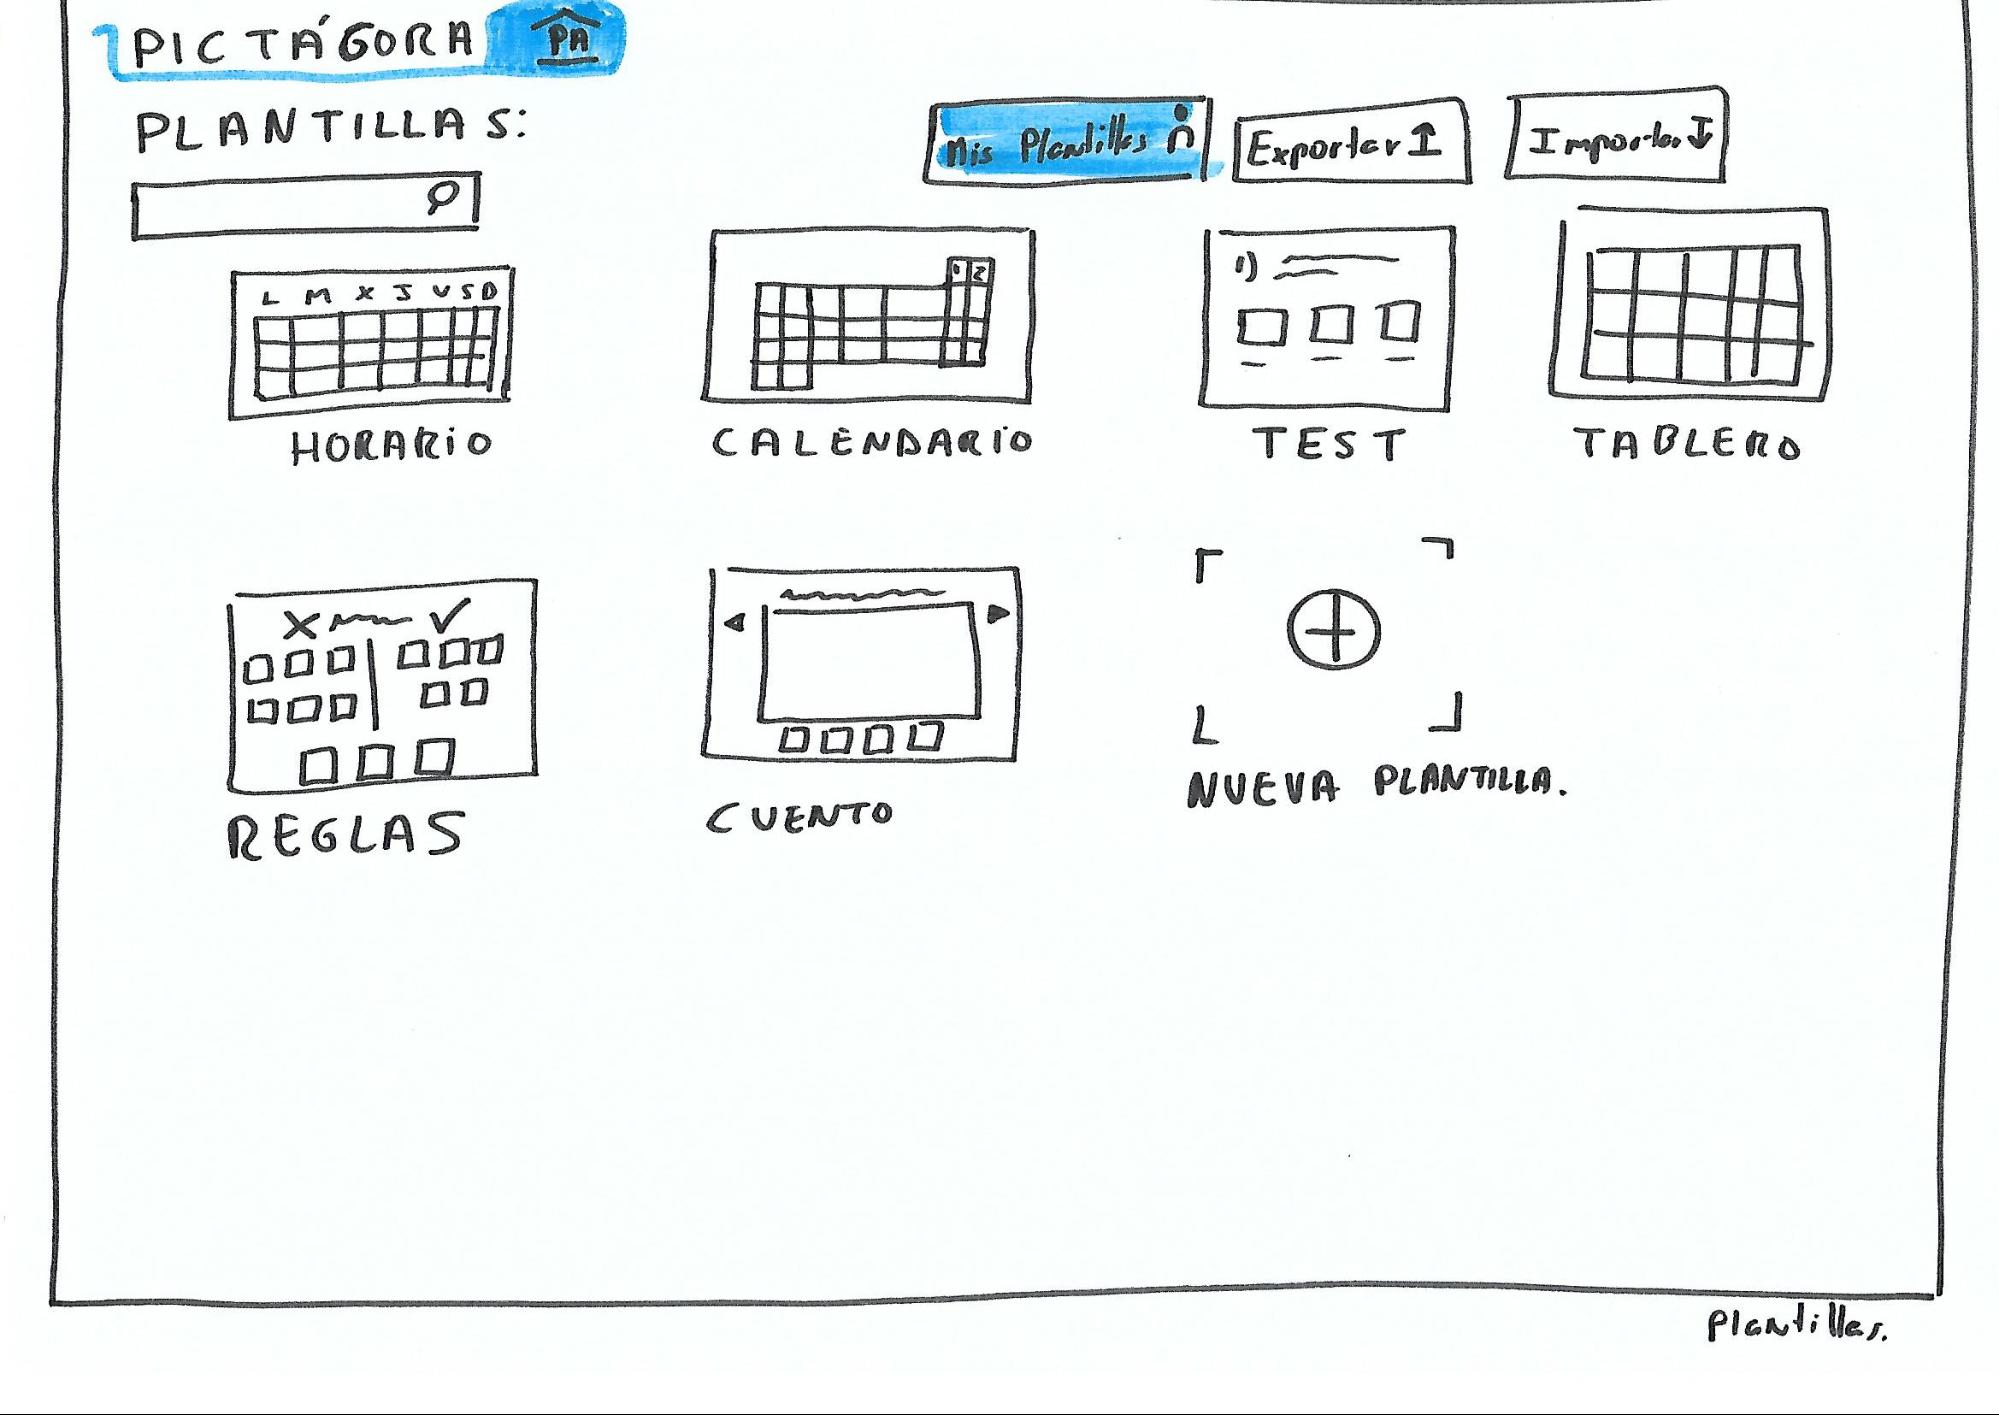 PICTÁGORA PA
PLANTILLAS:
Mis Plantillas
Exportar
Importar
L M X J V S D
1 2
1)
HORARIO
CALENDARIO
TEST
TABLERO
REGLAS
CUENTO
NUEVA PLANTILLA.
Plantillas.